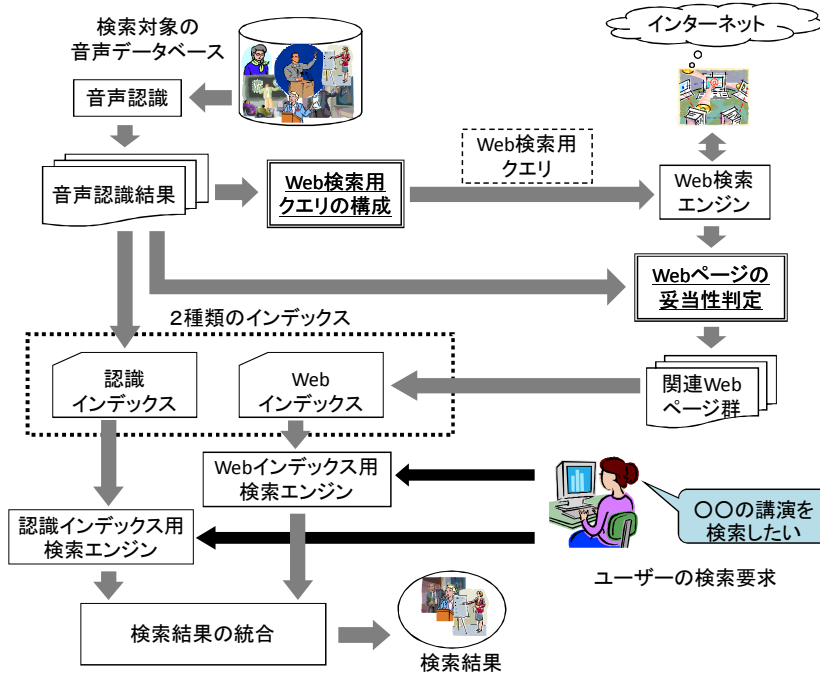 検索対象の
音声データベース
インターネット
音声認識
Web検索用
クエリ
音声認識結果
Web検索用
クエリの構成
Web検索
エンジン
Webページの
妥当性判定
2種類のインデックス
認識
インデックス
Web
インデックス
関連Web
ページ群
Webインデックス用
検索エンジン
〇〇の講演を
検索したい
認識インデックス用
検索エンジン
ユーザーの検索要求
検索結果の統合
検索結果